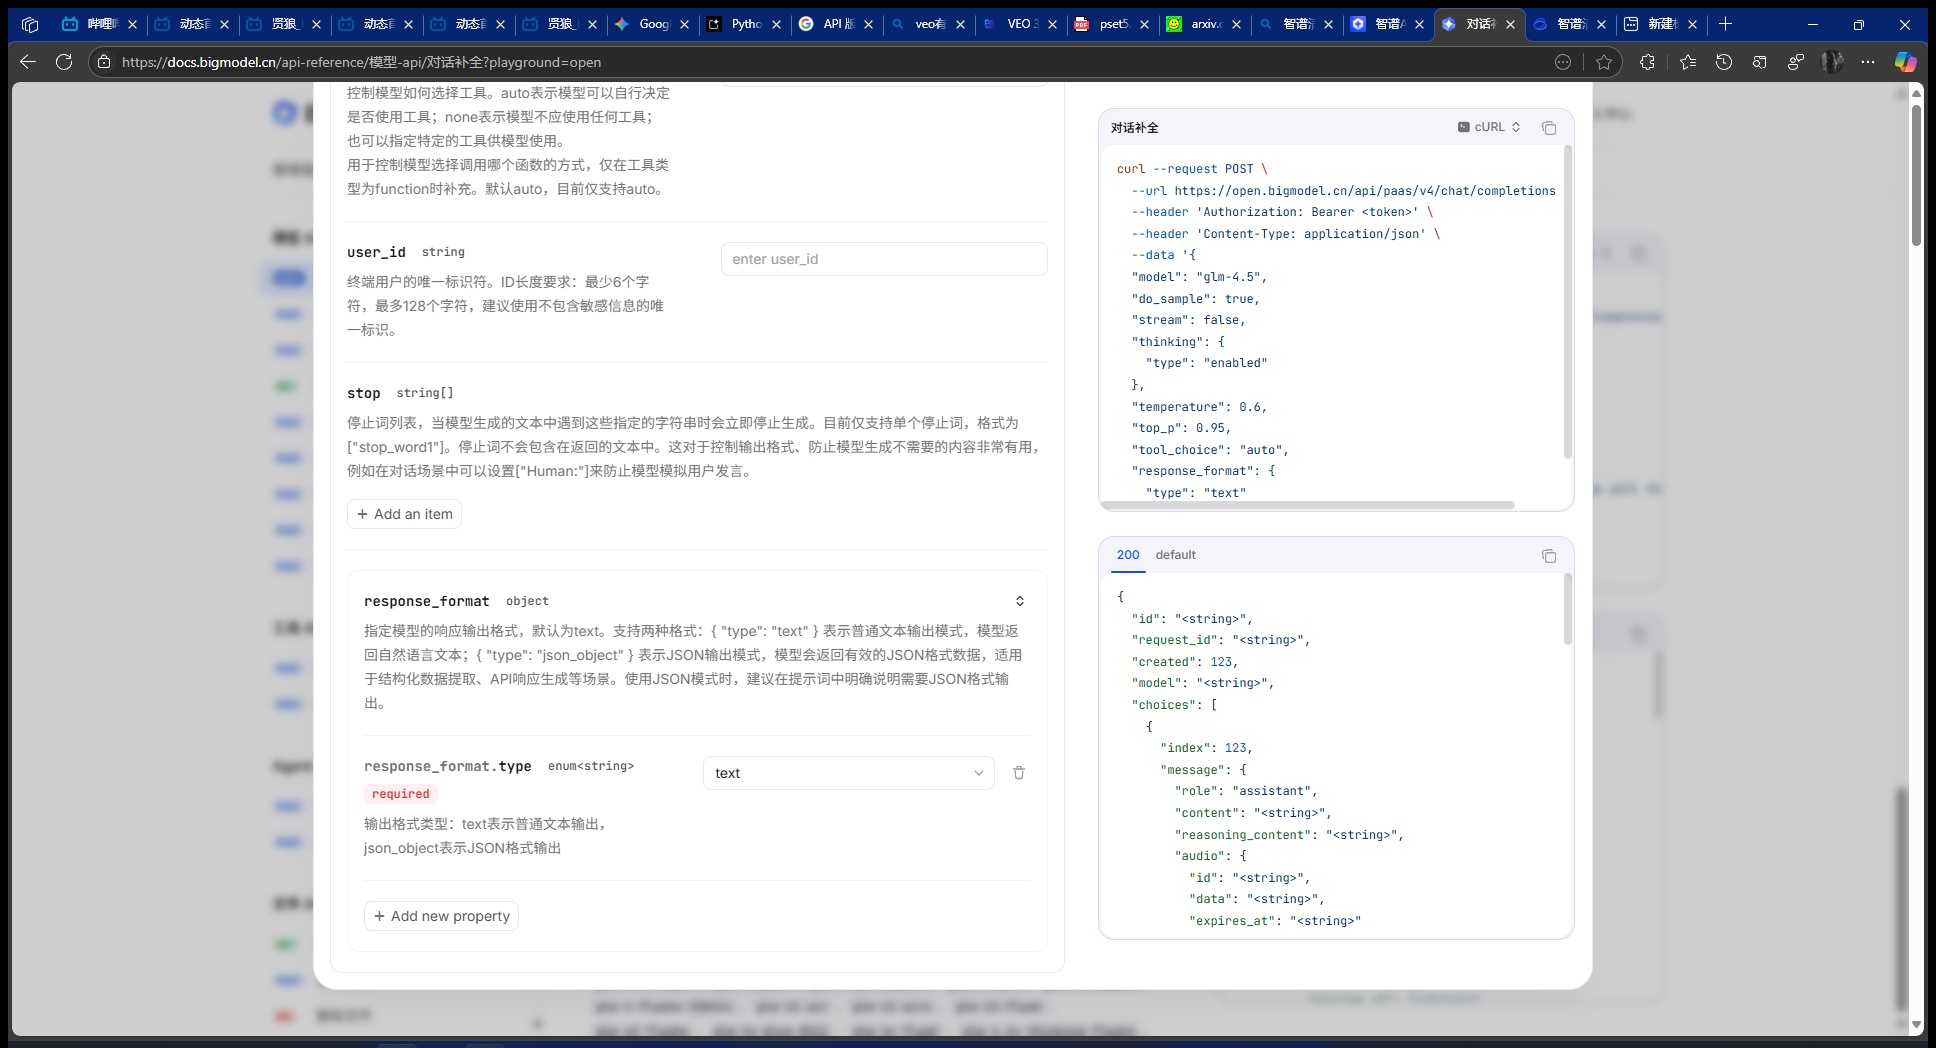 哔哩
动态
贤狼
动态
动态
贤狼
Goog
Pytho
API 版
veo有
VEO 3
pset5.
arxiv.c
智谱
智谱A
对话补
智谱
新建
https://docs.bigmodel.cn/api-reference/模型-api/对话补全?playground=open
控制模型如何选择工具。auto表示模型可以自行决定
是否使用工具；none表示模型不应使用任何工具；
也可以指定特定的工具供模型使用。
用于控制模型选择调用哪个函数的方式，仅在工具类
型为function时补充。默认auto，目前仅支持auto。
user_id string
enter user_id
终端用户的唯一标识符。ID长度要求：最少6个字
符，最多128个字符，建议使用不包含敏感信息的唯
一标识。
stop string[]
停止词列表，当模型生成的文本中遇到这些指定的字符串时会立即停止生成。目前仅支持单个停止词，格式为
["stop_word1"]。停止词不会包含在返回的文本中。这对于控制输出格式、防止模型生成不需要的内容非常有用，
例如在对话场景中可以设置["Human:"]来防止模型模拟用户发言。
+ Add an item
response_format object
指定模型的响应输出格式，默认为text。支持两种格式：{ "type": "text" } 表示普通文本输出模式，模型返
回自然语言文本；{ "type": "json_object" } 表示JSON输出模式，模型会返回有效的JSON格式数据，适用
于结构化数据提取、API响应生成等场景。使用JSON模式时，建议在提示词中明确说明需要JSON格式输
出。
response_format.type enum<string>
required
text
输出格式类型：text表示普通文本输出，
json_object表示JSON格式输出
+ Add new property
对话补全
cURL
curl --request POST \
--url https://open.bigmodel.cn/api/paas/v4/chat/completions
--header 'Authorization: Bearer <token>' \
--header 'Content-Type: application/json' \
--data '{
"model": "glm-4.5",
"do_sample": true,
"stream": false,
"thinking": {
"type": "enabled"
},
"temperature": 0.6,
"top_p": 0.95,
"tool_choice": "auto",
"response_format": {
"type": "text"
200 default
{
"id": "<string>",
"request_id": "<string>",
"created": 123,
"model": "<string>",
"choices": [
{
"index": 123,
"message": {
"role": "assistant",
"content": "<string>",
"reasoning_content": "<string>",
"audio": {
"id": "<string>",
"data": "<string>",
"expires_at": "<string>"